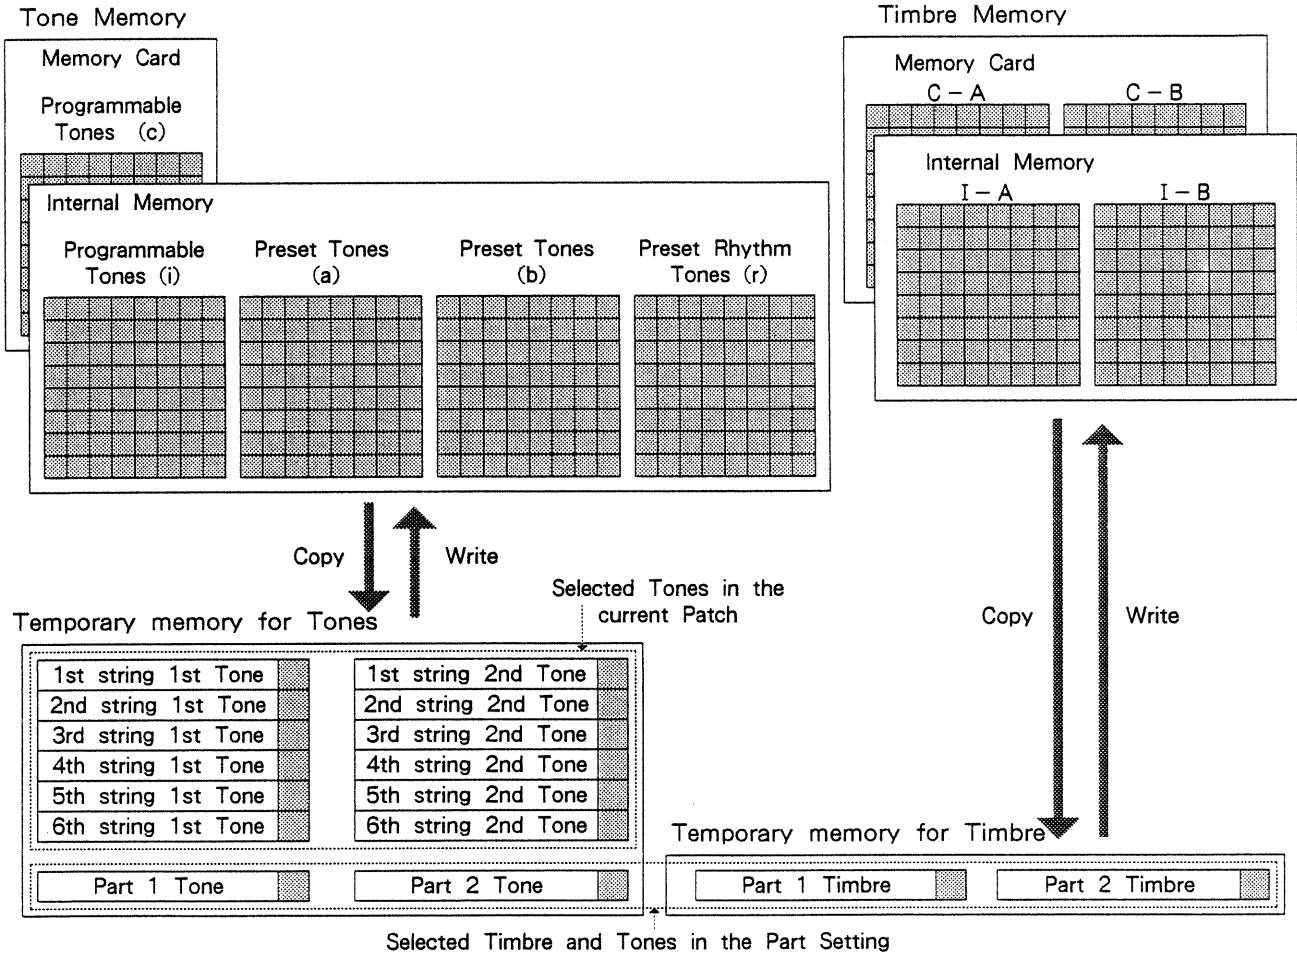 Tone Memory
Memory Card
Programmable
Tones (c)
Internal Memory
Programmable
Tones (i)
Preset Tones
(a)
Preset Tones
(b)
Preset Rhythm
Tones (r)
Timbre Memory
Memory Card
C – A
C – B
Internal Memory
I – A
I – B
Copy
Write
Selected Tones in the
current Patch
Temporary memory for Tones
1st string 1st Tone
2nd string 1st Tone
3rd string 1st Tone
4th string 1st Tone
5th string 1st Tone
6th string 1st Tone
1st string 2nd Tone
2nd string 2nd Tone
3rd string 2nd Tone
4th string 2nd Tone
5th string 2nd Tone
6th string 2nd Tone
Part 1 Tone
Part 2 Tone
Copy
Write
Temporary memory for Timbre
Part 1 Timbre
Part 2 Timbre
Selected Timbre and Tones in the Part Setting